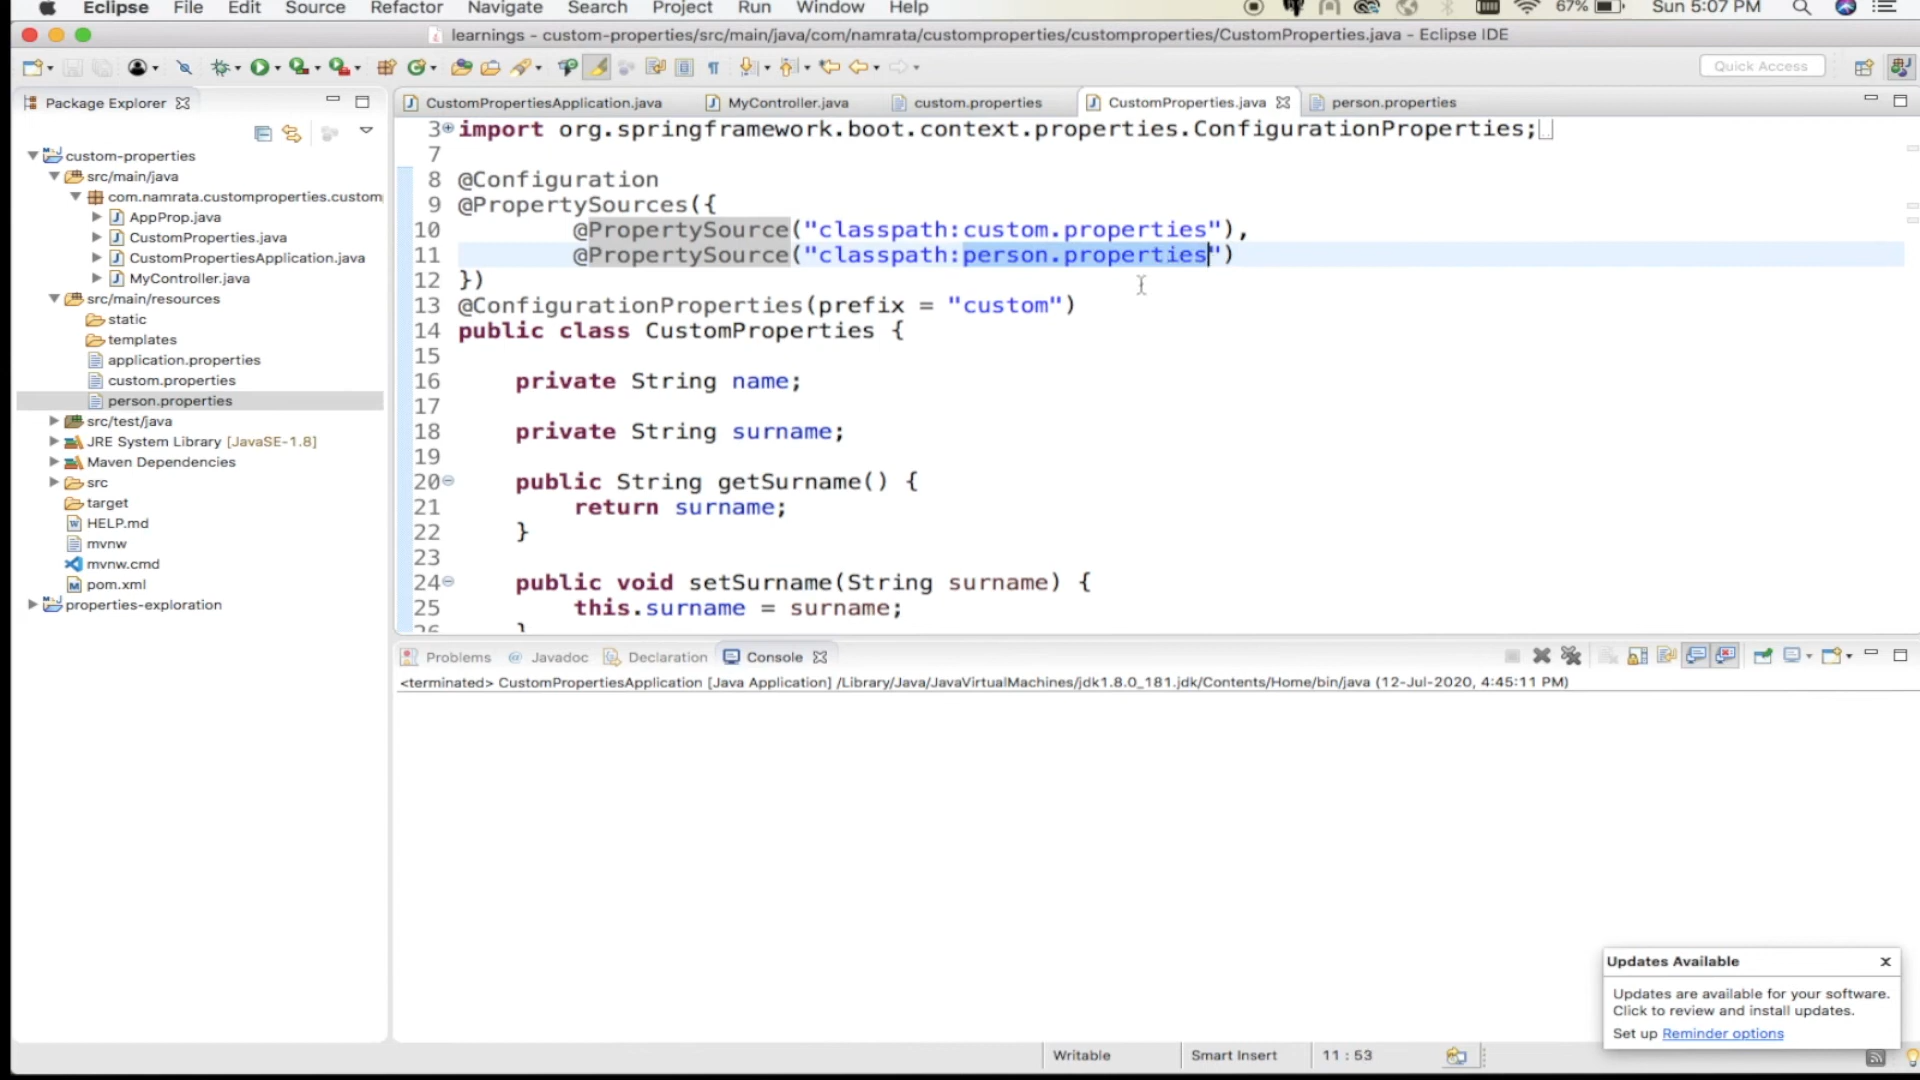 Eclipse File Edit Source Refactor Navigate Search Project Run Window Help 67% Sun 5:07 PM
learnings - custom-properties/src/main/java/com/namrata/customproperties/customproperties/CustomProperties.java - Eclipse IDE
Quick Access
Package Explorer
custom-properties
src/main/java
com.namrata.customproperties.custom
AppProp.java
CustomProperties.java
CustomPropertiesApplication.java
MyController.java
src/main/resources
static
templates
application.properties
custom.properties
person.properties
src/test/java
JRE System Library [JavaSE-1.8]
Maven Dependencies
src
target
HELP.md
mvnw
mvnw.cmd
pom.xml
properties-exploration
CustomPropertiesApplication.java MyController.java custom.properties CustomProperties.java person.properties
3 import org.springframework.boot.context.properties.ConfigurationProperties;
7
8 @Configuration
9 @PropertySources({
10 @PropertySource("classpath:custom.properties"),
11 @PropertySource("classpath:person.properties")
12 })
13 @ConfigurationProperties(prefix = "custom")
14 public class CustomProperties {
15
16 private String name;
17
18 private String surname;
19
20 public String getSurname() {
21 return surname;
22 }
23
24 public void setSurname(String surname) {
25 this.surname = surname;
26 }
Problems @ Javadoc Declaration Console
<terminated> CustomPropertiesApplication [Java Application] /Library/Java/JavaVirtualMachines/jdk1.8.0_181.jdk/Contents/Home/bin/java (12-Jul-2020, 4:45:11 PM)
Updates Available
Updates are available for your software.
Click to review and install updates.
Set up Reminder options
Writable Smart Insert 11 : 53